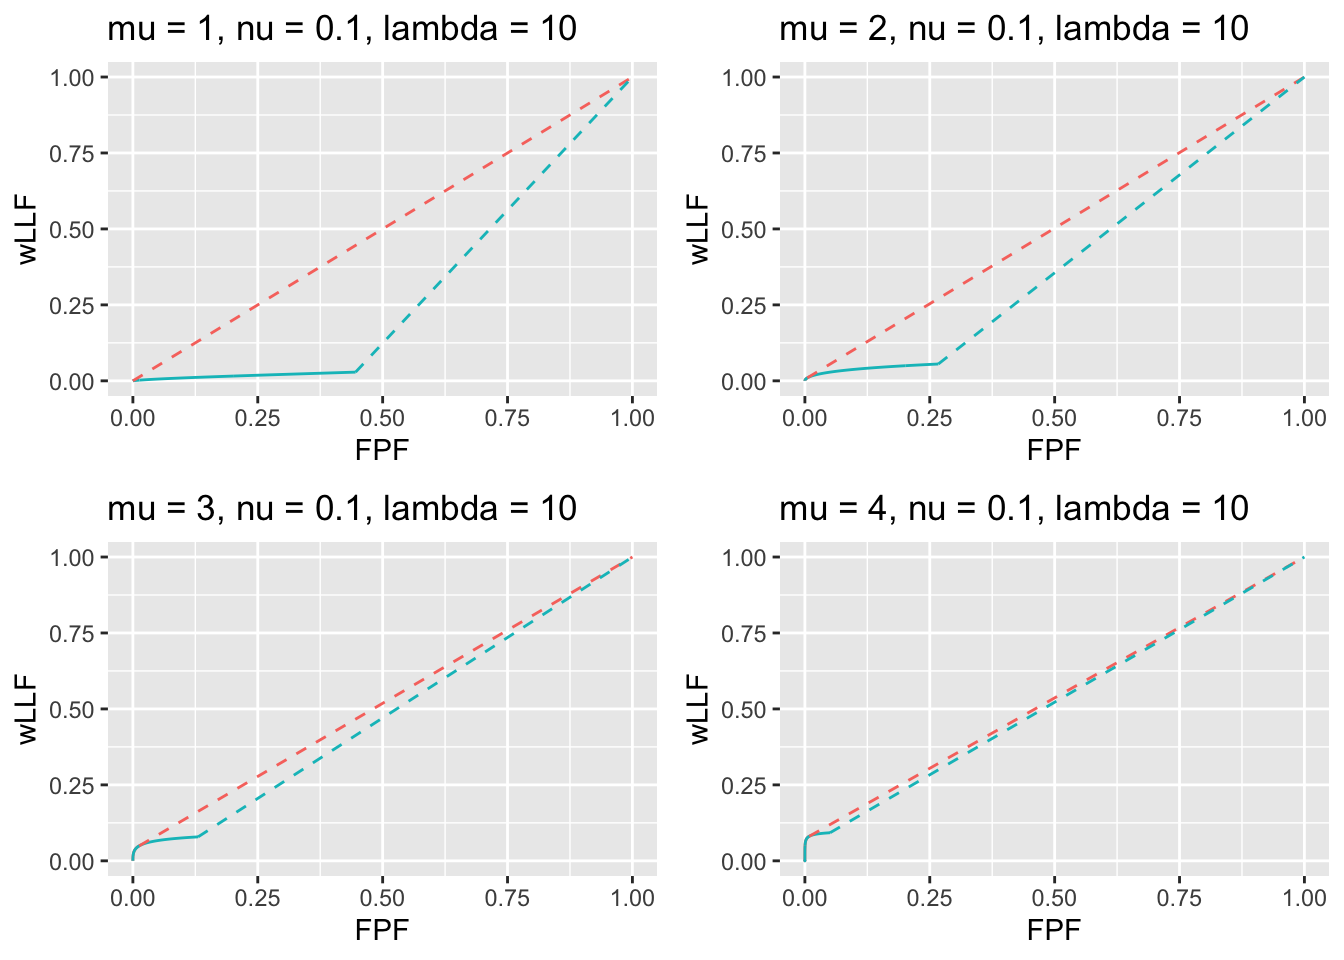 mu = 1, nu = 0.1, lambda = 10
1.00
0.75
0.50
0.25
0.00
wLLF
0.00 0.25 0.50 0.75 1.00
FPF
mu = 2, nu = 0.1, lambda = 10
1.00
0.75
0.50
0.25
0.00
wLLF
0.00 0.25 0.50 0.75 1.00
FPF
mu = 3, nu = 0.1, lambda = 10
1.00
0.75
0.50
0.25
0.00
wLLF
0.00 0.25 0.50 0.75 1.00
FPF
mu = 4, nu = 0.1, lambda = 10
1.00
0.75
0.50
0.25
0.00
wLLF
0.00 0.25 0.50 0.75 1.00
FPF